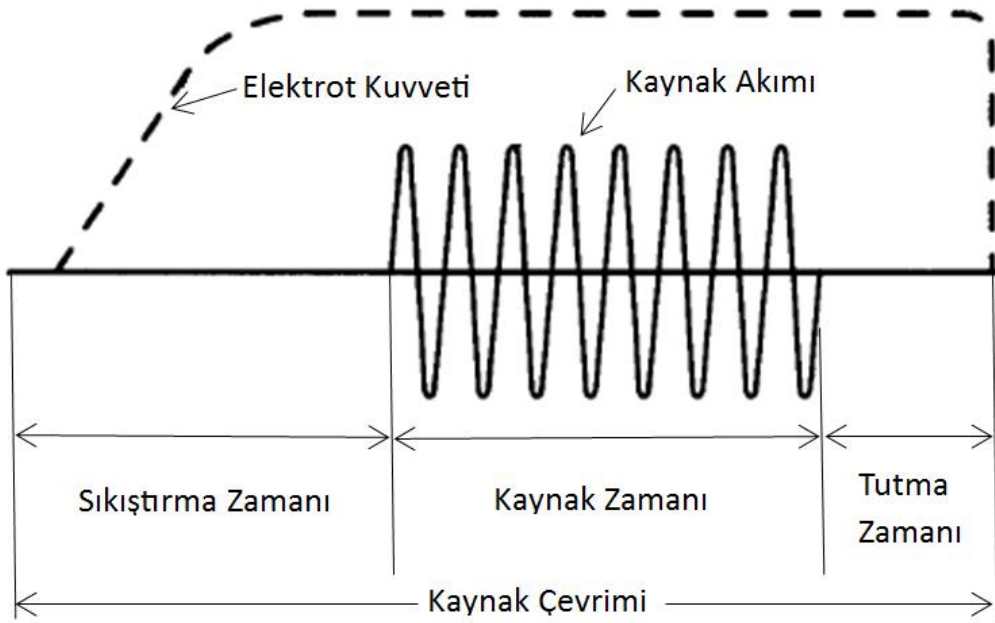 Elektrot Kuvveti
Kaynak Akımı
Sıkıştırma Zamanı
Kaynak Zamanı
Tutma
Zamanı
Kaynak Çevrimi